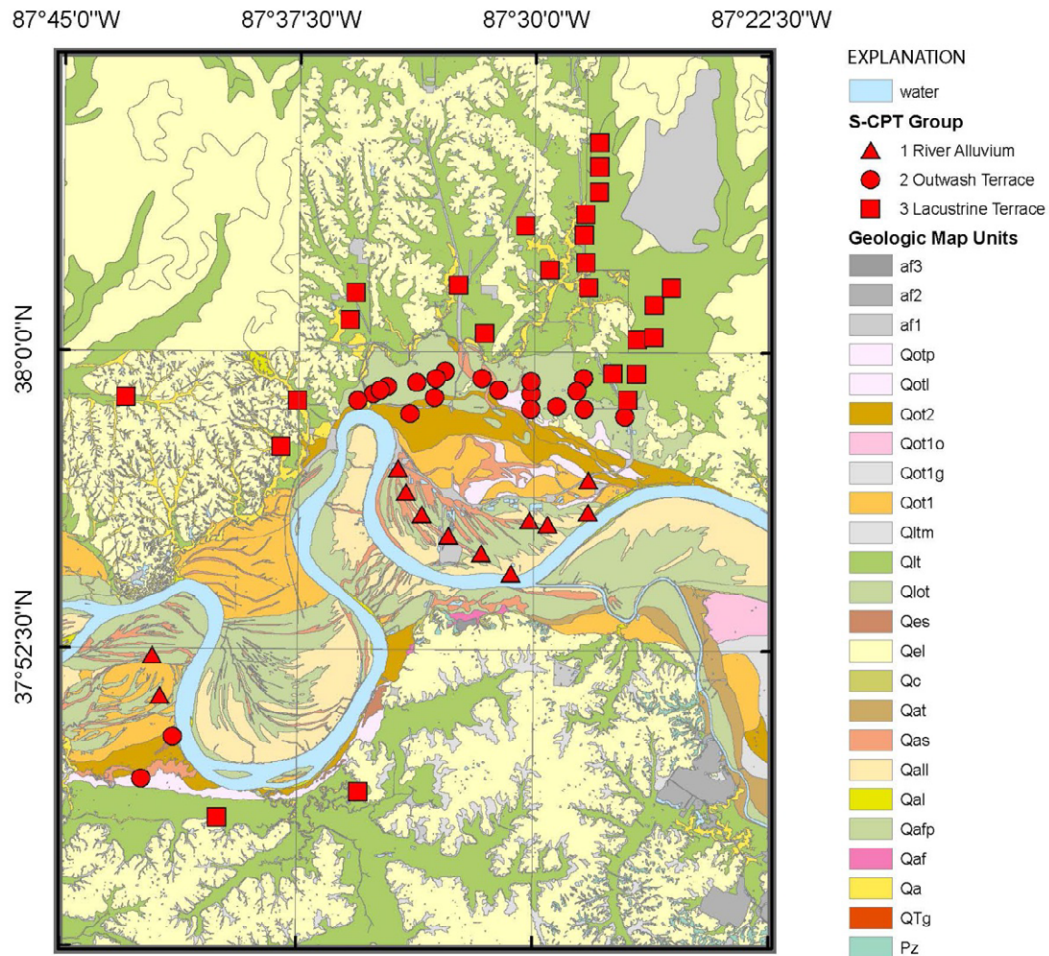 87°45'0"W 87°37'30"W 87°30'0"W 87°22'30"W
38°0'0"N
37°52'30"N
EXPLANATION
water
S-CPT Group
1 River Alluvium
2 Outwash Terrace
3 Lacustrine Terrace
Geologic Map Units
af3
af2
af1
Qotp
Qotl
Qot2
Qot1o
Qot1g
Qot1
Qltm
Qlt
Qlot
Qes
Qel
Qc
Qat
Qas
Qall
Qal
Qafp
Qaf
Qa
QTg
Pz